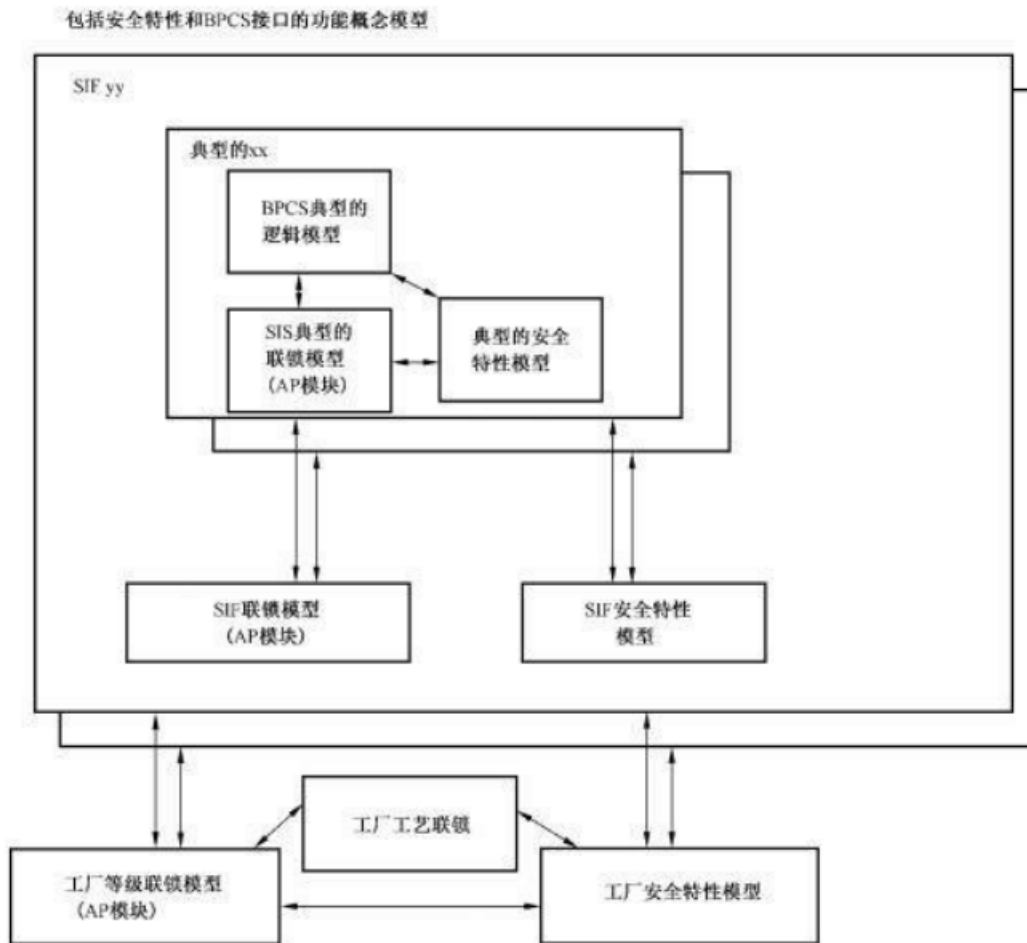 包括安全特性和BPCS接口的功能概念模型
SIF yy
典型的xx
BPCS典型的
逻辑模型
SIS典型的
联锁模型
(AP模块)
典型的安全
特性模型
SIF联锁模型
(AP模块)
SIF安全特性
模型
工厂工艺联锁
工厂等级联锁模型
(AP模块)
工厂安全特性模型